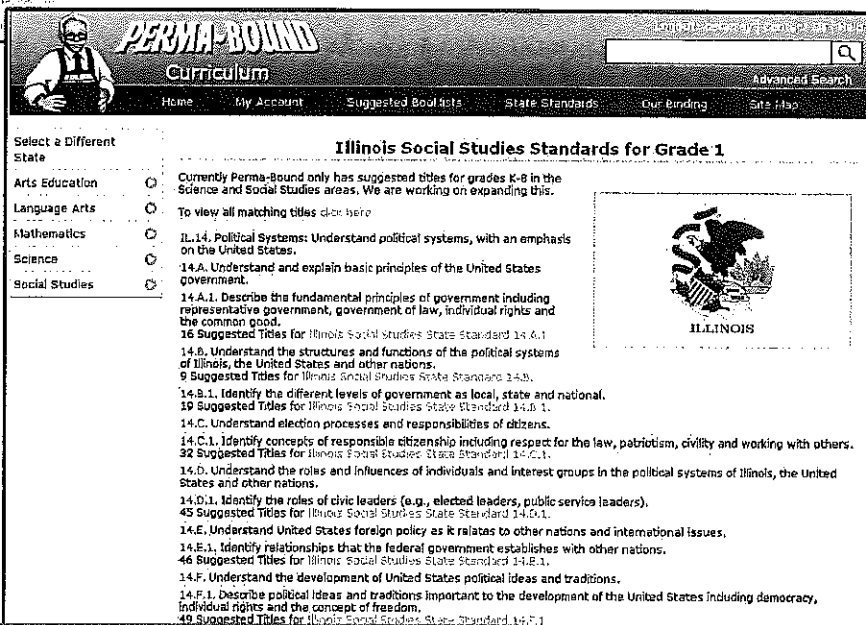 PERMA-BOUND
Curriculum
Advanced Search
Home My Account Suggested Booklists State Standards Our Binding Site Map
Select a Different
State
Arts Education
Language Arts
Mathematics
Science
Social Studies
Illinois Social Studies Standards for Grade 1
Currently Perma-Bound only has suggested titles for grades K-8 in the
Science and Social Studies areas. We are working on expanding this.
To view all matching titles click here
IL.14. Political Systems: Understand political systems, with an emphasis
on the United States.
14.A. Understand and explain basic principles of the United States
government.
14.A.1. Describe the fundamental principles of government including
representative government, government of law, individual rights and
the common good.
16 Suggested Titles for Illinois Social Studies State Standard 14.A.1
14.B. Understand the structures and functions of the political systems
of Illinois, the United States and other nations.
9 Suggested Titles for Illinois Social Studies State Standard 14.B.
14.B.1. Identify the different levels of government as local, state and national.
19 Suggested Titles for Illinois Social Studies State Standard 14.B.1.
14.C. Understand election processes and responsibilities of citizens.
14.C.1. Identify concepts of responsible citizenship including respect for the law, patriotism, civility and working with others.
32 Suggested Titles for Illinois Social Studies State Standard 14.C.1.
14.D. Understand the roles and influences of individuals and interest groups in the political systems of Illinois, the United
States and other nations.
14.D.1. Identify the roles of civic leaders (e.g., elected leaders, public service leaders).
45 Suggested Titles for Illinois Social Studies State Standard 14.D.1.
14.E. Understand United States foreign policy as it relates to other nations and international issues.
14.E.1. Identify relationships that the federal government establishes with other nations.
46 Suggested Titles for Illinois Social Studies State Standard 14.E.1.
14.F. Understand the development of United States political ideas and traditions.
14.F.1. Describe political ideas and traditions important to the development of the United States including democracy,
individual rights and the concept of freedom.
49 Suggested Titles for Illinois Social Studies State Standard 14.F.1
ILLINOIS